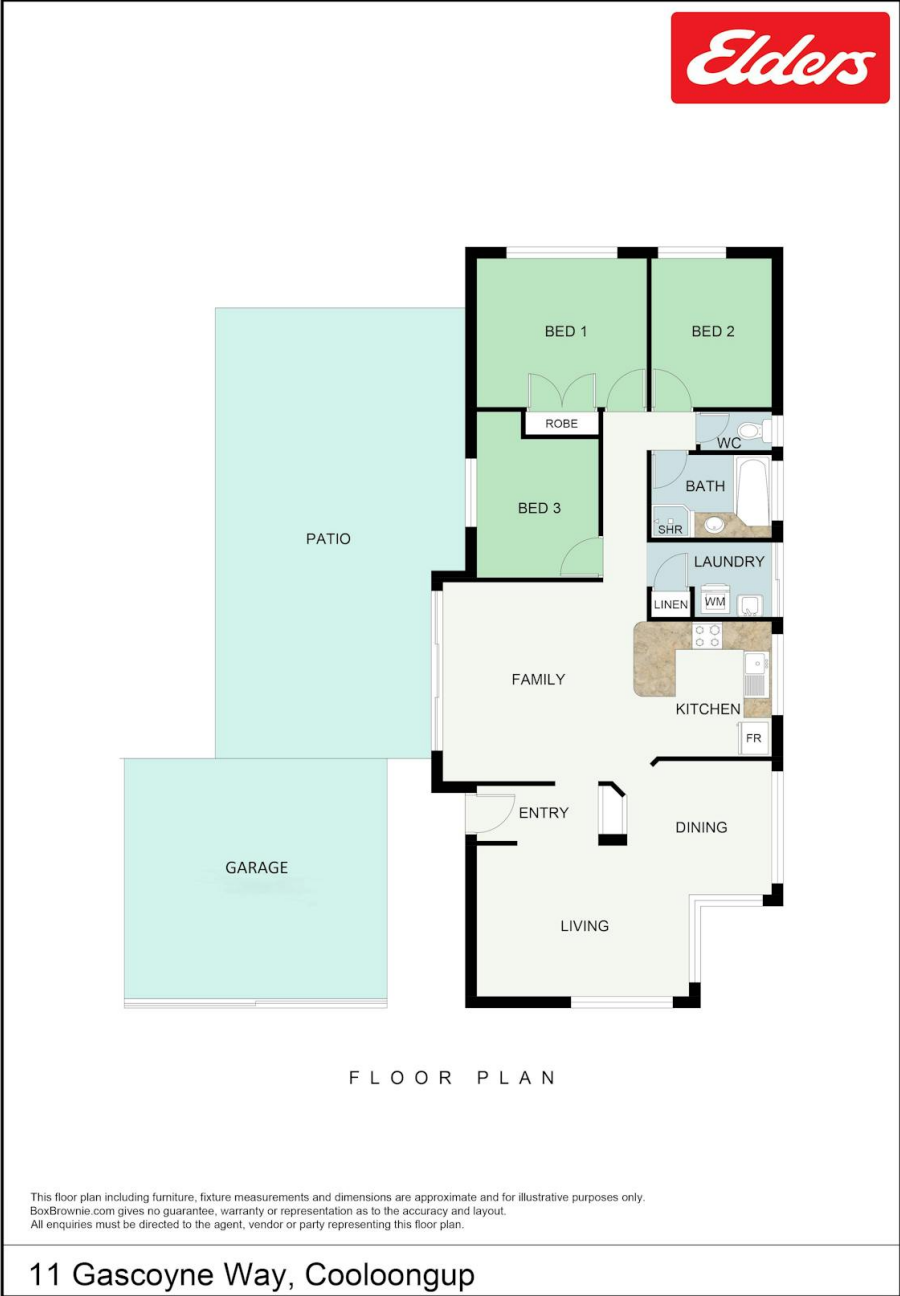 Elders
BED 1
BED 2
ROBE
WC
BATH
BED 3
SHR
PATIO
LAUNDRY
LINEN
WM
FAMILY
KITCHEN
FR
ENTRY
DINING
GARAGE
LIVING
FLOOR PLAN
This floor plan including furniture, fixture measurements and dimensions are approximate and for illustrative purposes only.
BoxBrownie.com gives no guarantee, warranty or representation as to the accuracy and layout.
All enquiries must be directed to the agent, vendor or party representing this floor plan.
11 Gascoyne Way, Cooloongup